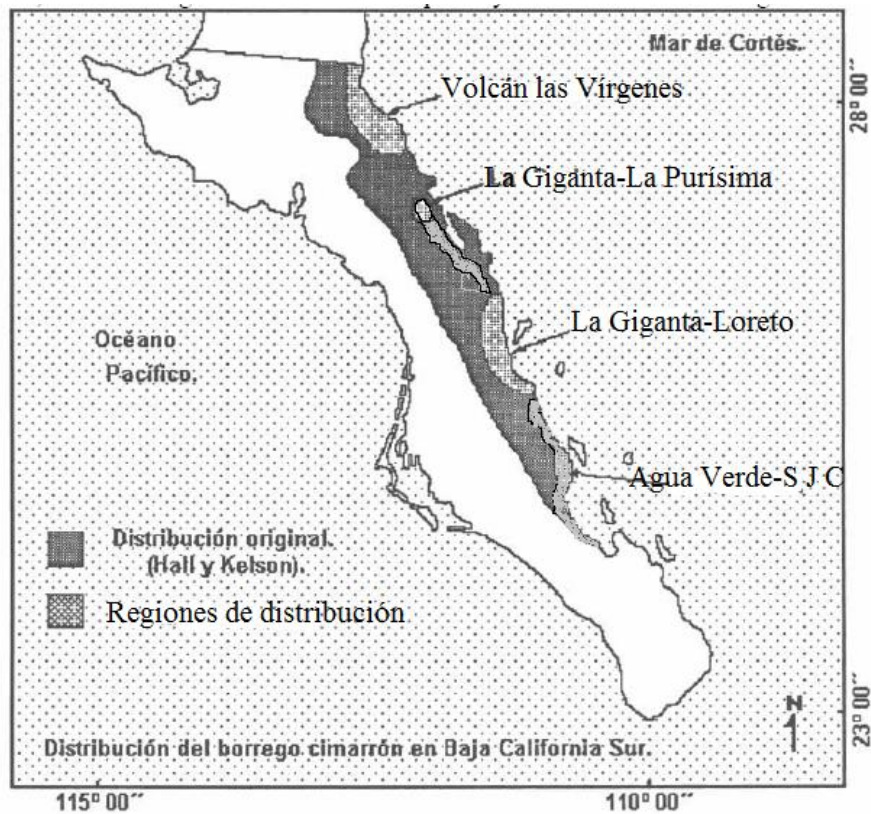 Mar de Cortés.
Volcán las Vírgenes
28°00´´
La Giganta-La Purísima
La Giganta-Loreto
Océano
Pacífico.
Agua Verde-S J C
Distribución original.
(Hall y Kelson).
Regiones de distribución
N
23°00´´
Distribución del borrego cimarrón en Baja California Sur.
115°00´´
110°00´´